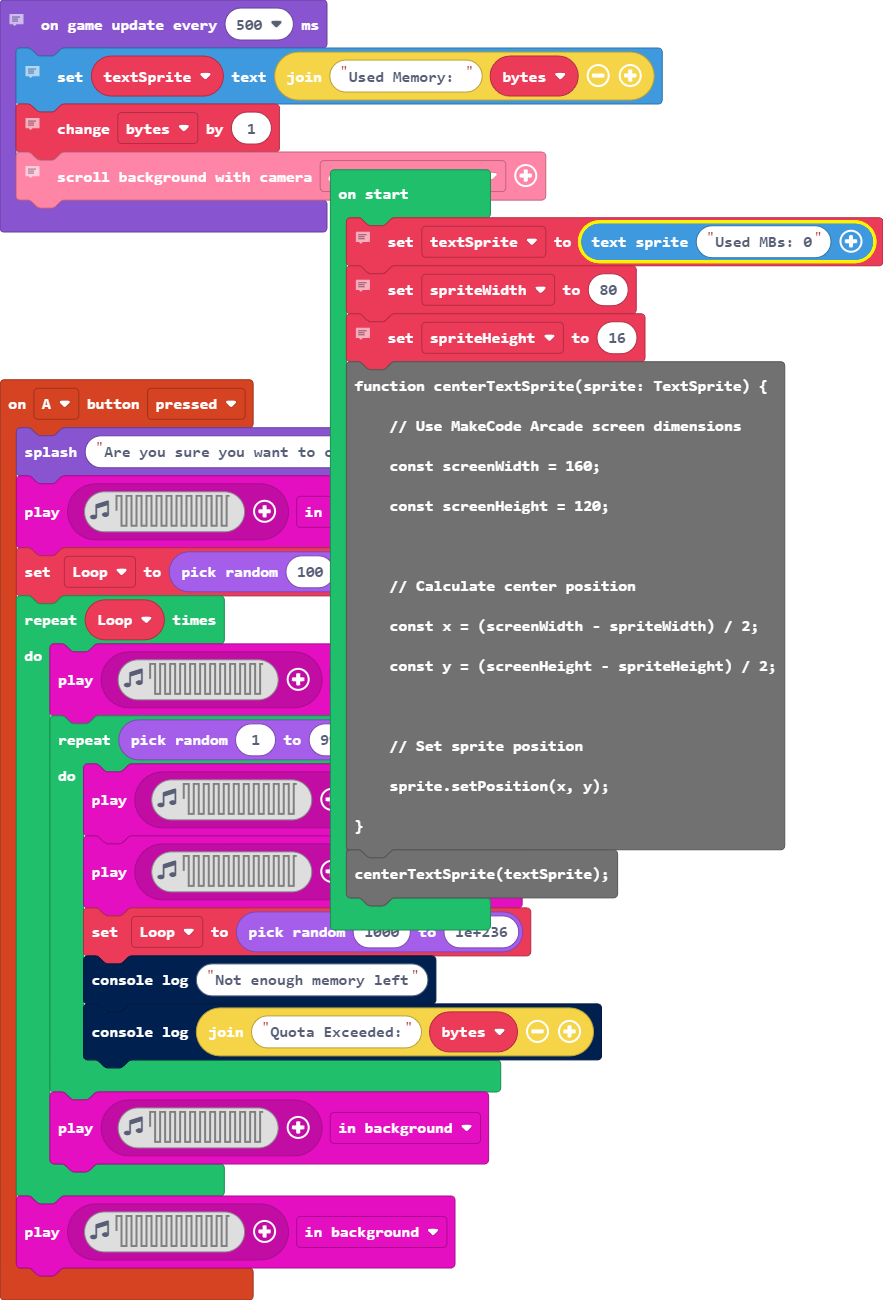 on game update every 500 ms
set textSprite text join "Used Memory: " bytes
change bytes by 1
scroll background with camera
on start
set textSprite to text sprite "Used MBs: 0"
set spriteWidth to 80
set spriteHeight to 16
function centerTextSprite(sprite: TextSprite) {
// Use MakeCode Arcade screen dimensions
const screenWidth = 160;
const screenHeight = 120;
// Calculate center position
const x = (screenWidth - spriteWidth) / 2;
const y = (screenHeight - spriteHeight) / 2;
// Set sprite position
sprite.setPosition(x, y);
}
centerTextSprite(textSprite);
on A button pressed
splash "Are you sure you want to
play in
set Loop to pick random 100
repeat Loop times
do
play
repeat pick random 1 to
do
play
play
set Loop to pick random 1000 to 1e+236
console log "Not enough memory left"
console log join "Quota Exceeded:" bytes
play in background
play in background